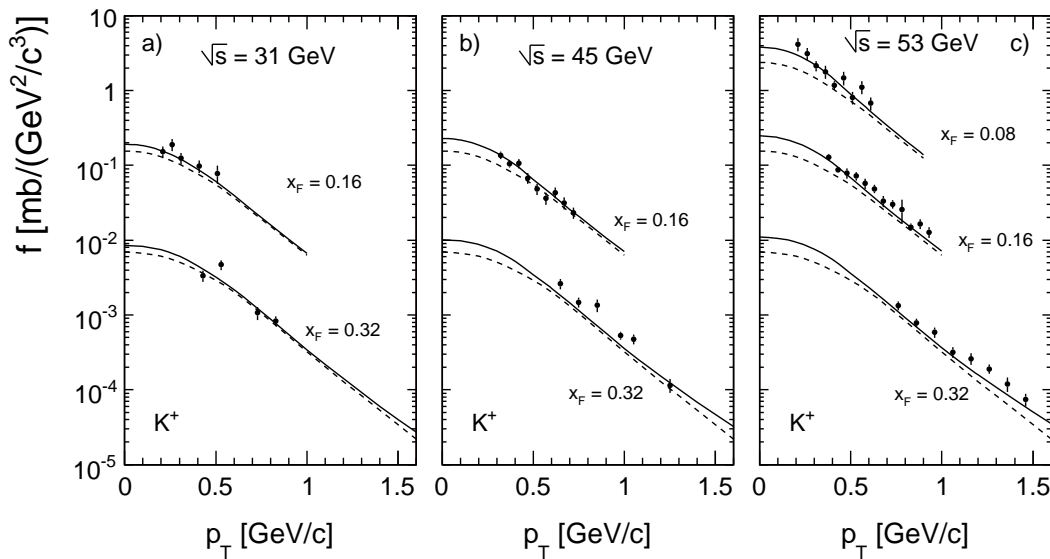 f [mb/(GeV²/c³)]
10
1
10⁻¹
10⁻²
10⁻³
10⁻⁴
10⁻⁵
a)
√s = 31 GeV
x_F = 0.16
x_F = 0.32
K⁺
0 0.5 1 1.5
p_T [GeV/c]
b)
√s = 45 GeV
x_F = 0.16
x_F = 0.32
K⁺
0 0.5 1 1.5
p_T [GeV/c]
√s = 53 GeV c)
x_F = 0.08
x_F = 0.16
x_F = 0.32
K⁺
0 0.5 1 1.5
p_T [GeV/c]